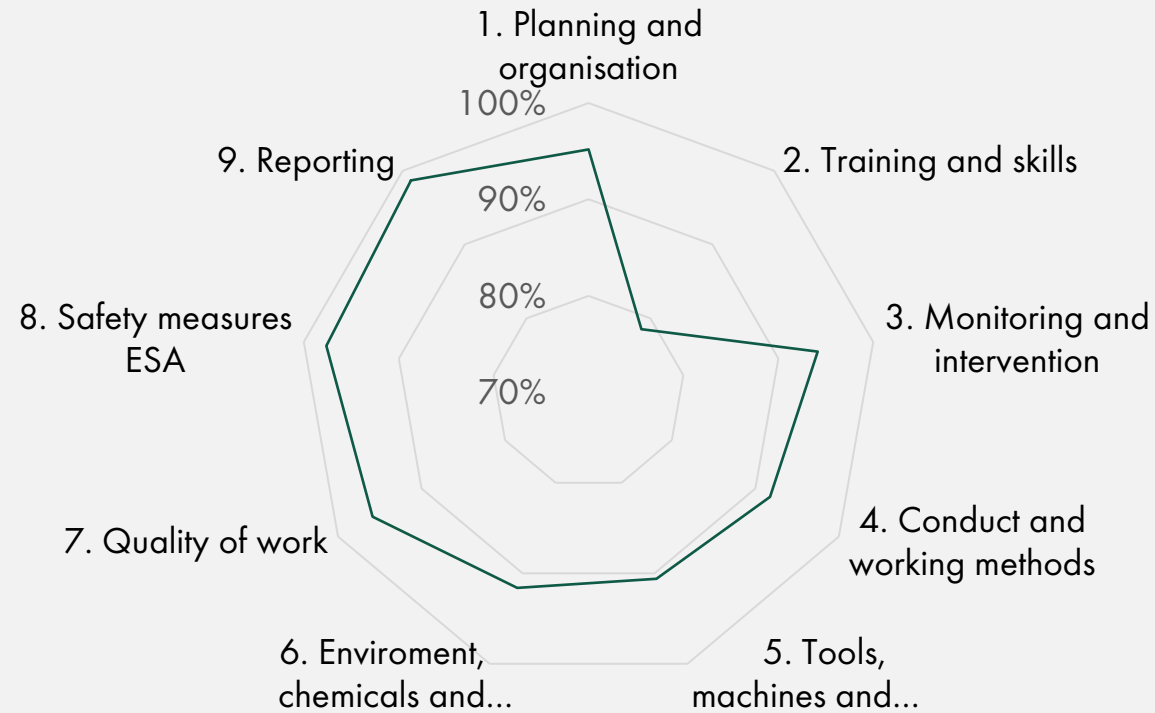 1. Planning and
organisation
100%
90%
80%
70%
2. Training and skills
3. Monitoring and
intervention
4. Conduct and
working methods
5. Tools,
machines and...
6. Enviroment,
chemicals and...
7. Quality of work
8. Safety measures
ESA
9. Reporting